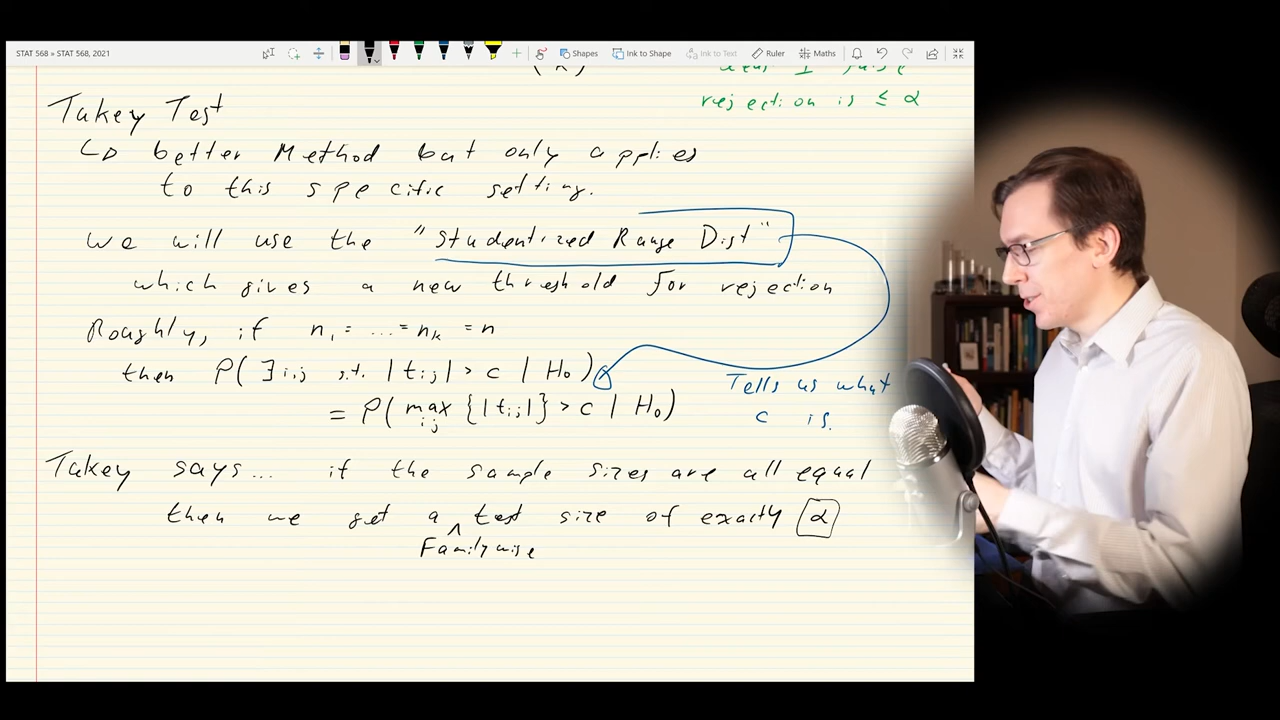 STAT 568 » STAT 568, 2021
Shapes
Ink to Shape
Ink to Text
Ruler
Maths
(k)
rejection is ≤ α
Tukey Test
↳ better Method but only applies
to this specific setting.
We will use the "Studentized Range Dist"
which gives a new threshold for rejection
Roughly, if n₁ = ... = nₖ = n
then P( ∃ i,j s.t. |tᵢⱼ| > c | H₀ )
= P( max {|tᵢⱼ|} > c | H₀ )
i,j
Tells us what
c is.
Tukey says... if the sample sizes are all equal
then we get a ^ test size of exactly α
Familywise